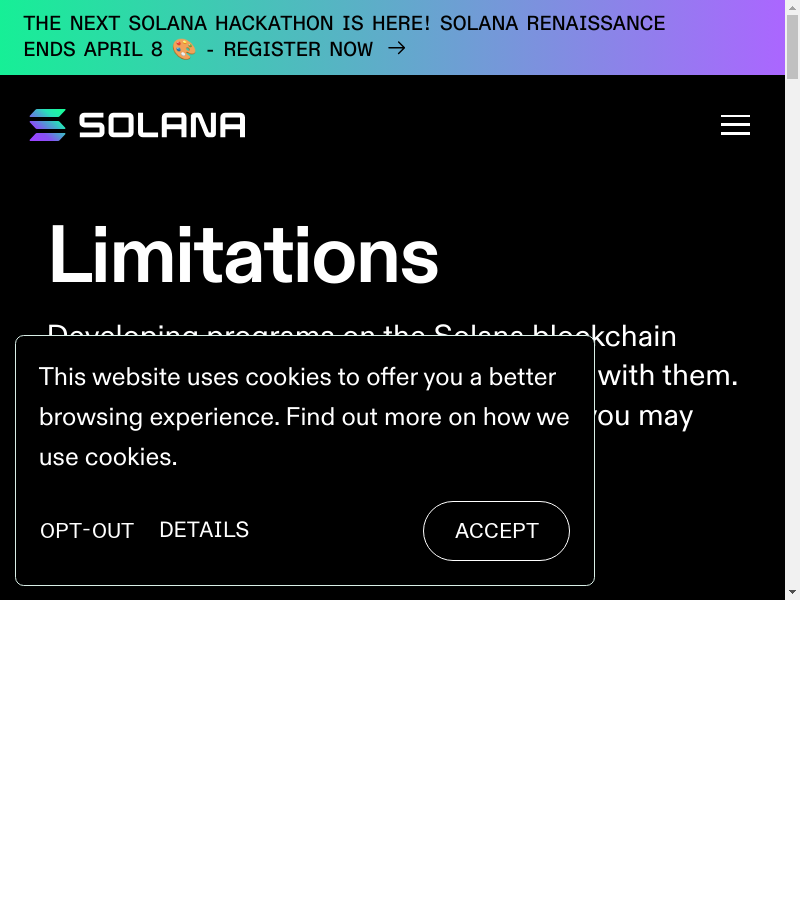 THE NEXT SOLANA HACKATHON IS HERE! SOLANA RENAISSANCE
ENDS APRIL 8 🎨 - REGISTER NOW →
SOLANA
Limitations
Developing programs on the Solana blockchain
with them.
you may
This website uses cookies to offer you a better
browsing experience. Find out more on how we
use cookies.
OPT-OUT DETAILS ACCEPT